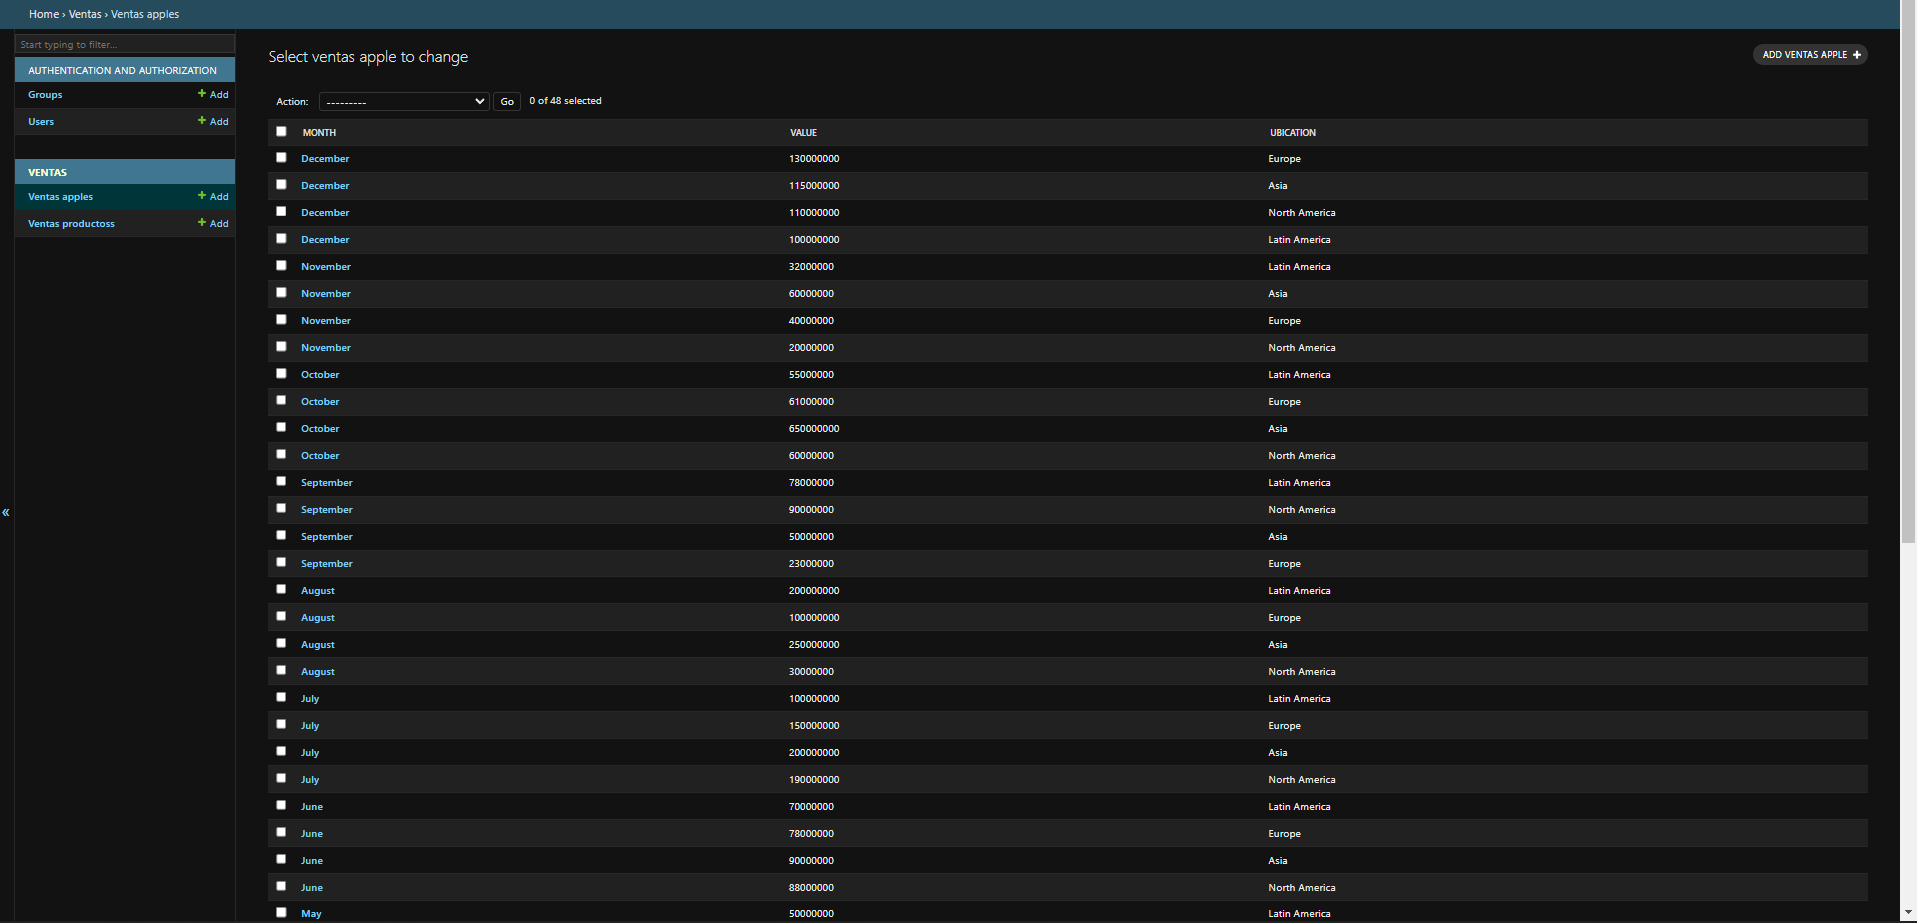 Home › Ventas › Ventas apples
Start typing to filter...
AUTHENTICATION AND AUTHORIZATION
Groups + Add
Users + Add
VENTAS
Ventas apples + Add
Ventas productoss + Add
«
Select ventas apple to change
ADD VENTAS APPLE +
Action: --------- Go 0 of 48 selected
MONTH VALUE UBICATION
December 130000000 Europe
December 115000000 Asia
December 110000000 North America
December 100000000 Latin America
November 32000000 Latin America
November 60000000 Asia
November 40000000 Europe
November 20000000 North America
October 55000000 Latin America
October 61000000 Europe
October 650000000 Asia
October 60000000 North America
September 78000000 Latin America
September 90000000 North America
September 50000000 Asia
September 23000000 Europe
August 200000000 Latin America
August 100000000 Europe
August 250000000 Asia
August 30000000 North America
July 100000000 Latin America
July 150000000 Europe
July 200000000 Asia
July 190000000 North America
June 70000000 Latin America
June 78000000 Europe
June 90000000 Asia
June 88000000 North America
May 50000000 Latin America